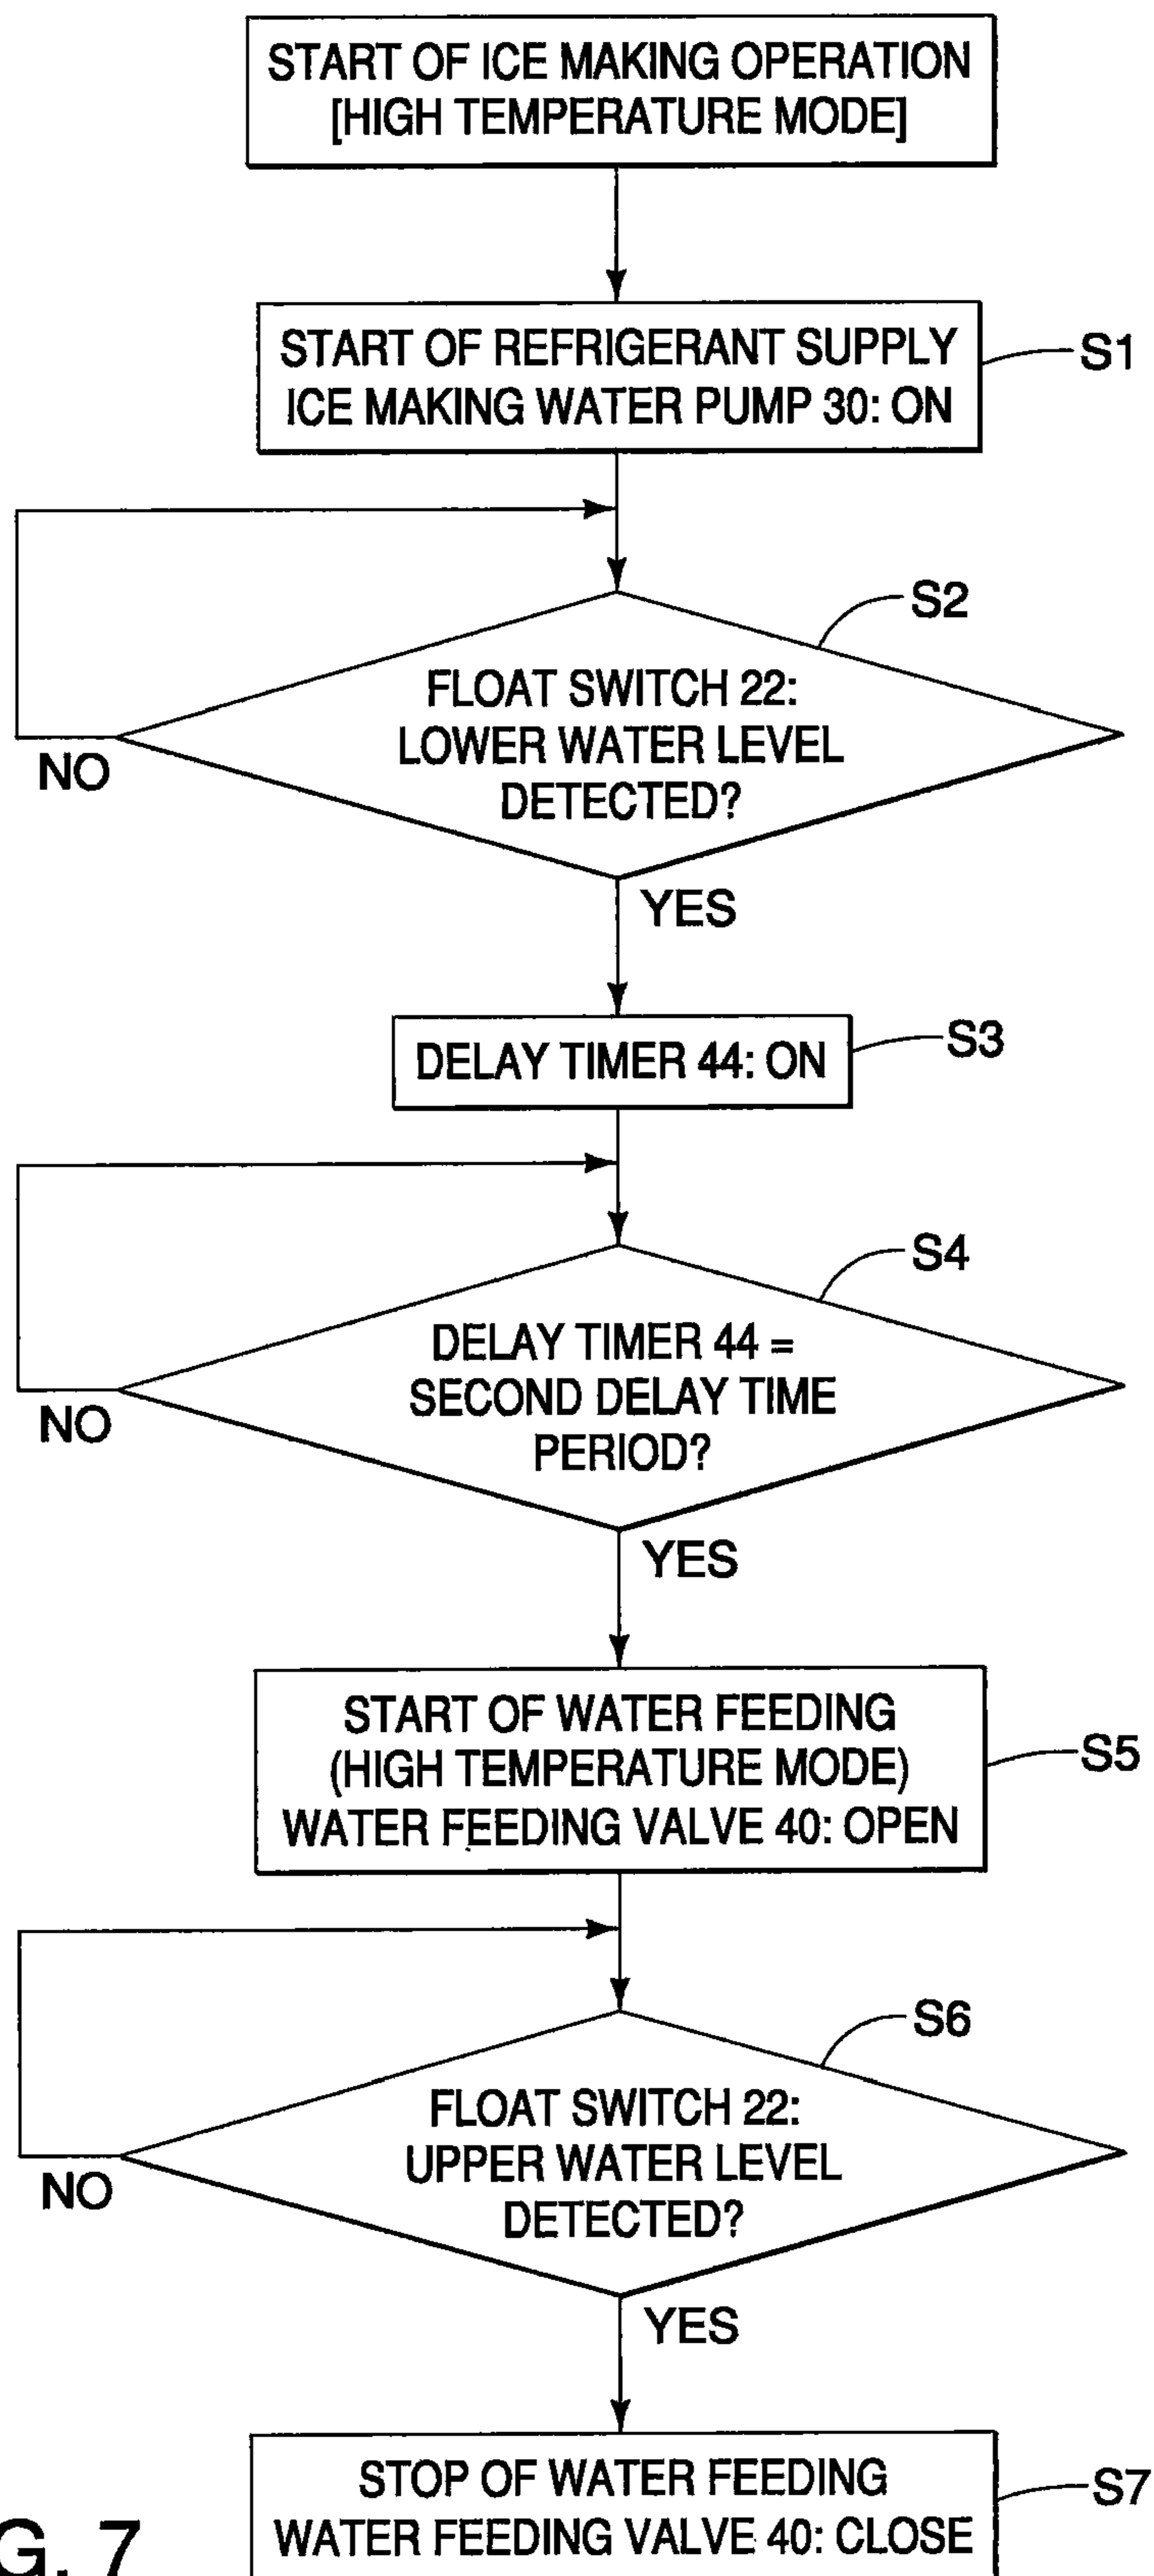 START OF ICE MAKING OPERATION
[HIGH TEMPERATURE MODE]
START OF REFRIGERANT SUPPLY
ICE MAKING WATER PUMP 30: ON
S1
S2
FLOAT SWITCH 22:
LOWER WATER LEVEL
DETECTED?
NO
YES
DELAY TIMER 44: ON
S3
S4
DELAY TIMER 44 =
SECOND DELAY TIME
PERIOD?
NO
YES
START OF WATER FEEDING
(HIGH TEMPERATURE MODE)
WATER FEEDING VALVE 40: OPEN
S5
S6
FLOAT SWITCH 22:
UPPER WATER LEVEL
DETECTED?
NO
YES
STOP OF WATER FEEDING
WATER FEEDING VALVE 40: CLOSE
S7
G. 7